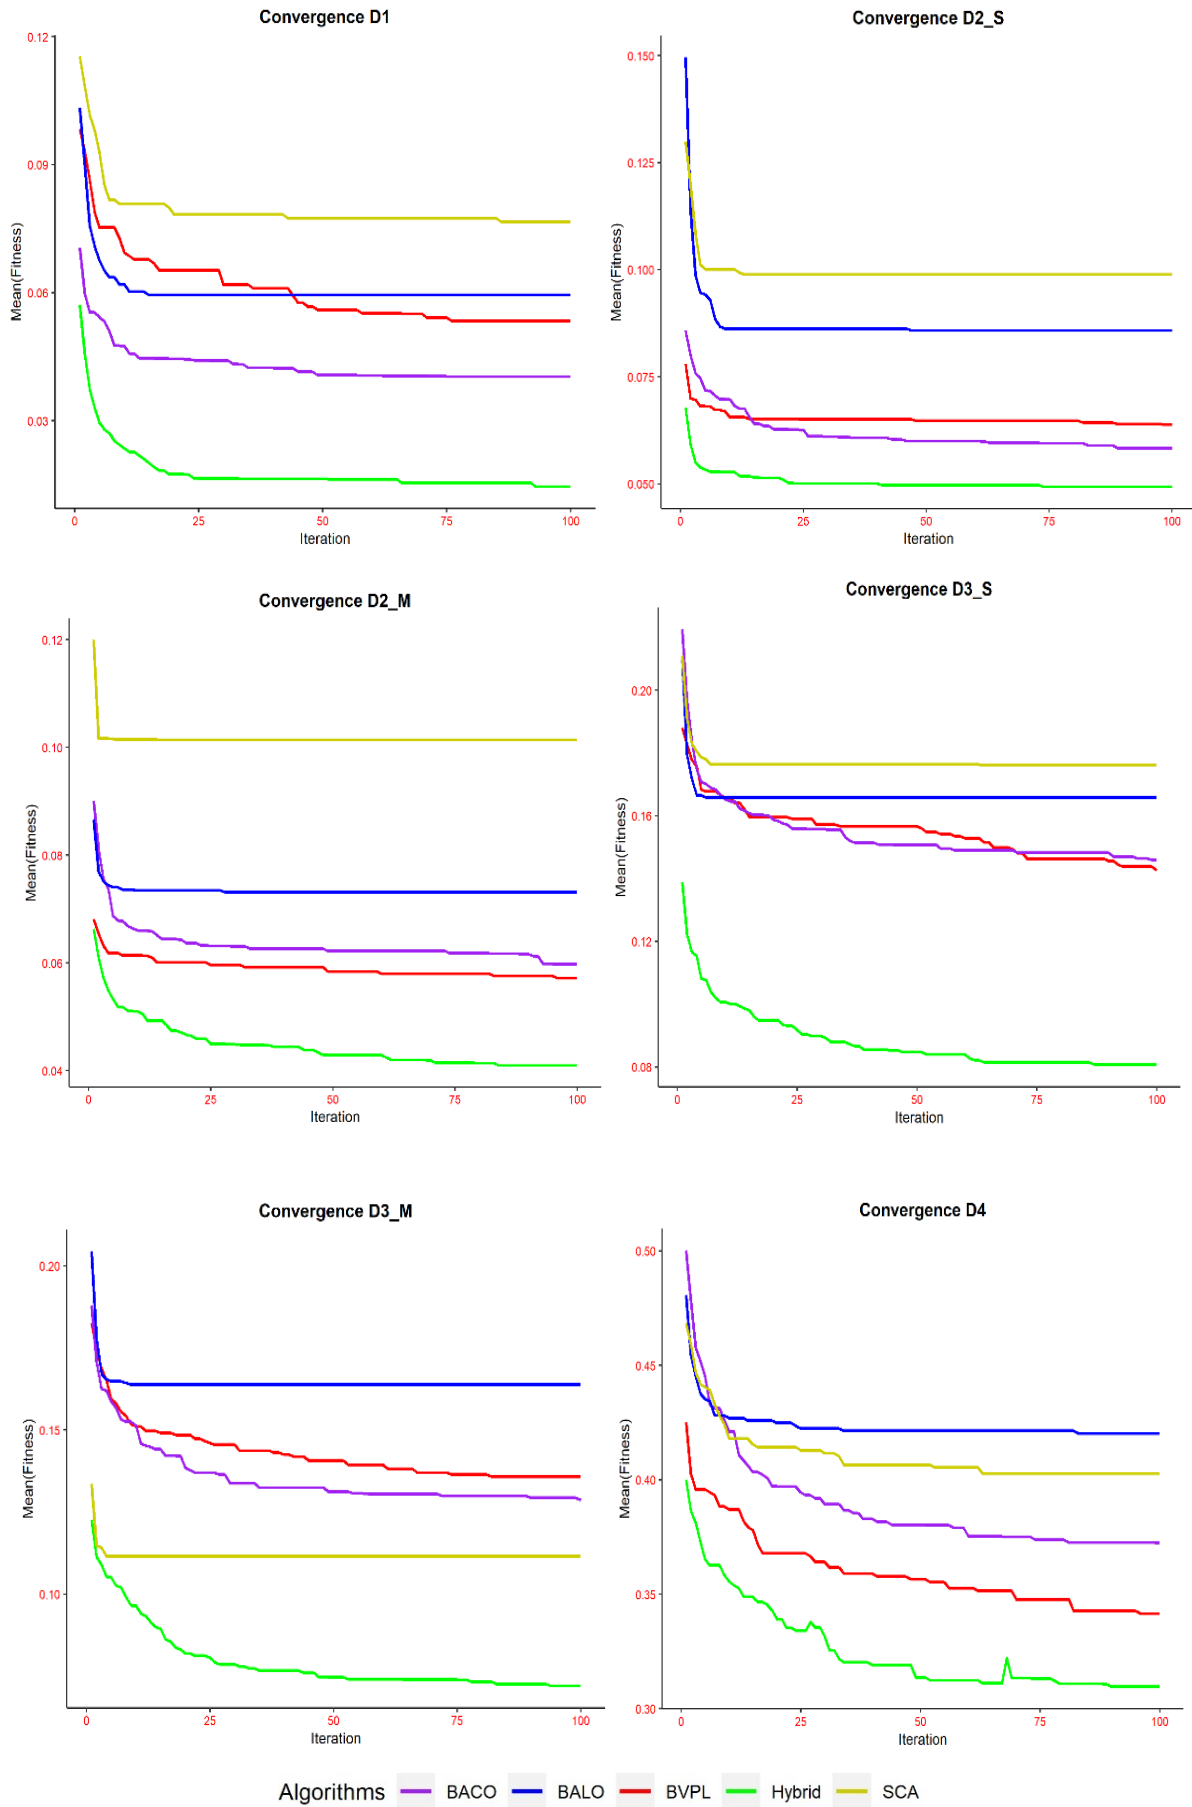 Convergence D1
0.12
0.09
0.06
0.03
Mean(Fitness)
0
25
50
75
100
Iteration
Convergence D2_S
0.150
0.125
0.100
0.075
0.050
Mean(Fitness)
0
25
50
75
100
Iteration
Convergence D2_M
0.12
0.10
0.08
0.06
0.04
Mean(Fitness)
0
25
50
75
100
Iteration
Convergence D3_S
0.20
0.16
0.12
0.08
Mean(Fitness)
0
25
50
75
100
Iteration
Convergence D3_M
0.20
0.15
0.10
Mean(Fitness)
0
25
50
75
100
Iteration
Convergence D4
0.50
0.45
0.40
0.35
0.30
Mean(Fitness)
0
25
50
75
100
Iteration
Algorithms BACO BALO BVPL Hybrid SCA